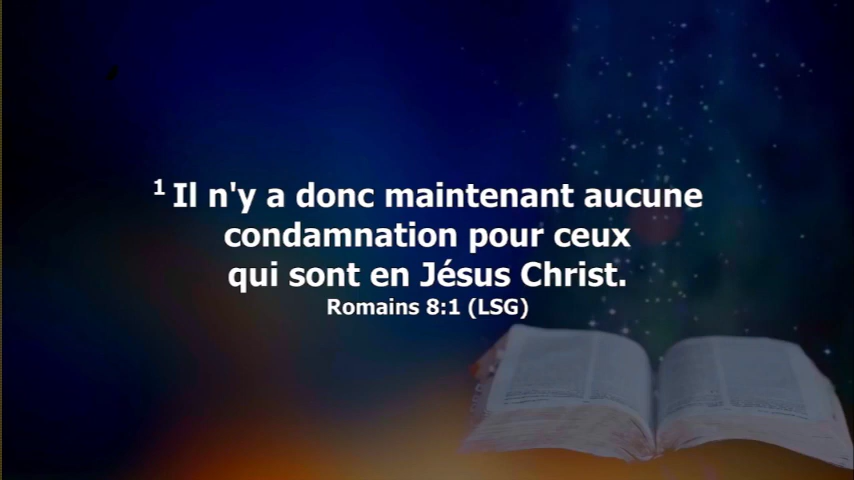 1 Il n'y a donc maintenant aucune
condamnation pour ceux
qui sont en Jésus Christ.
Romains 8:1 (LSG)